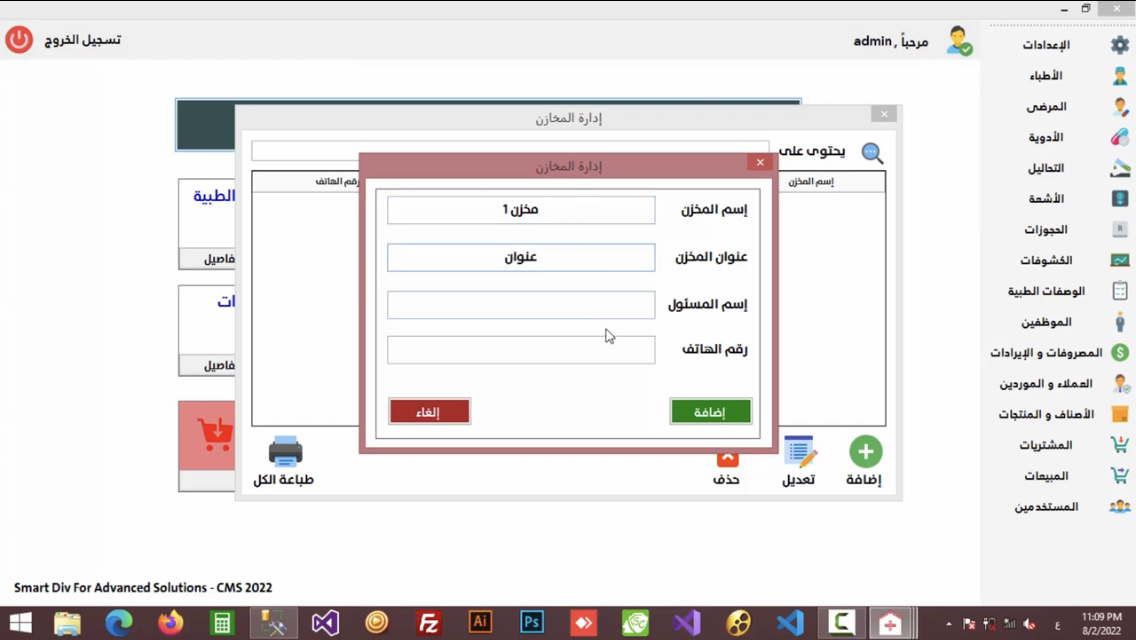 مرحباً , admin
تسجيل الخروج
الإعدادات
الأطباء
المرضى
الأدوية
التحاليل
الأشعة
الحجوزات
الكشوفات
الوصفات الطبية
الموظفين
المصروفات و الإيرادات
العملاء و الموردين
الأصناف و المنتجات
المشتريات
المبيعات
المستخدمين
إدارة المخازن
يحتوى على
إسم المخزن
رقم الهاتف
إدارة المخازن
إسم المخزن
مخزن 1
عنوان المخزن
عنوان
إسم المسئول
رقم الهاتف
إضافة
إلغاء
إضافة
تعديل
حذف
طباعة الكل
الطبية
فاصيل
ات
فاصيل
Smart Div For Advanced Solutions - CMS 2022
Ai
Ps
ع
11:09 PM
8/2/2022